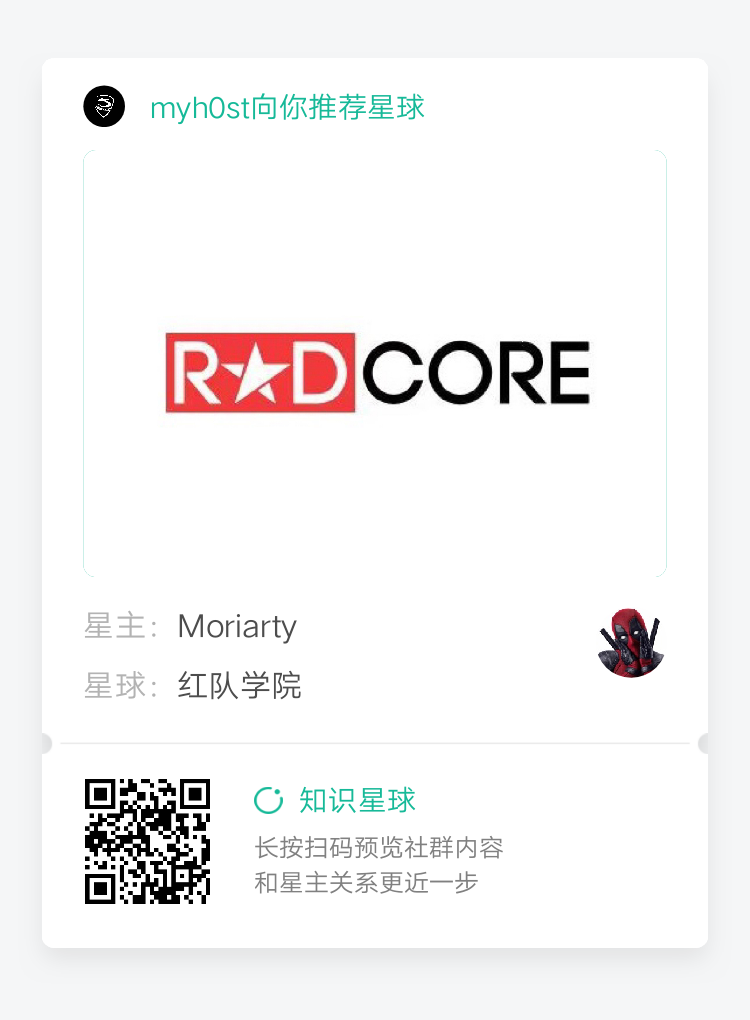 myh0st向你推荐星球
R★DCORE
星主：Moriarty
星球：红队学院
知识星球
长按扫码预览社群内容
和星主关系更近一步